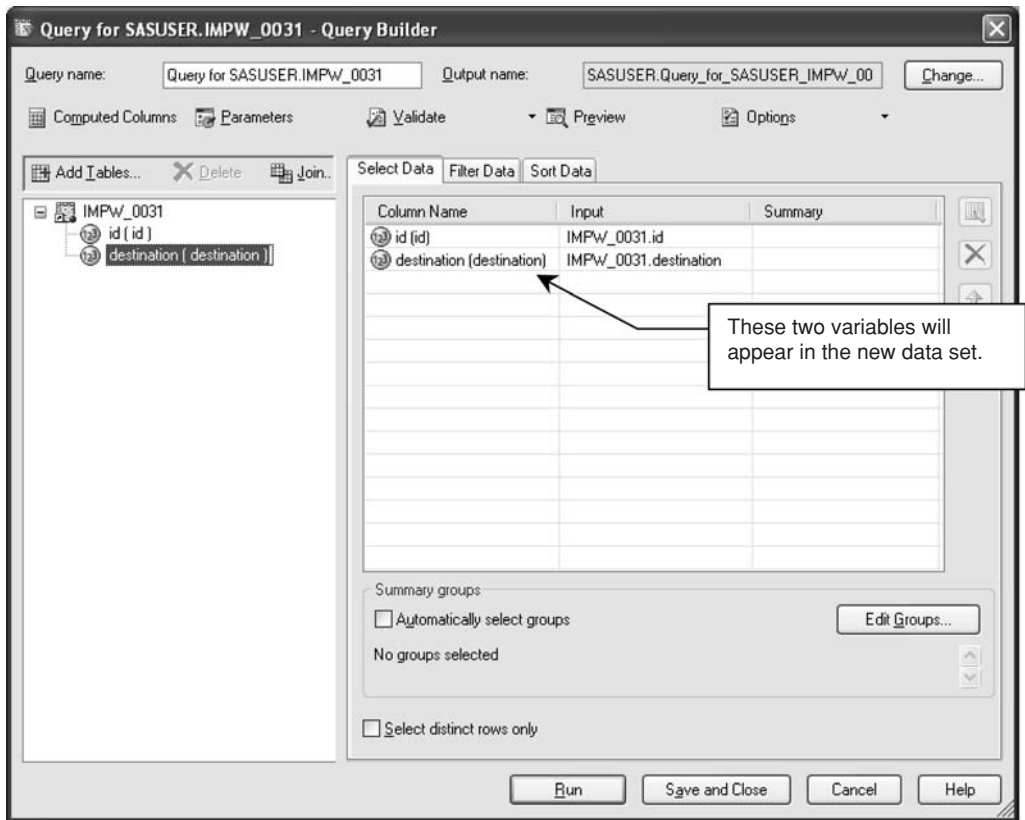 Query for SASUSER.IMPW_0031 - Query Builder
Query name: Query for SASUSER.IMPW_0031 Output name: SASUSER.Query_for_SASUSER_IMPW_00 Change...
Computed Columns Parameters Validate Preview Options
Add Tables... Delete Join..
Select Data Filter Data Sort Data
IMPW_0031
id ( id )
destination ( destination )
Column Name Input Summary
id (id) IMPW_0031.id
destination (destination) IMPW_0031.destination
These two variables will
appear in the new data set.
Summary groups
Automatically select groups Edit Groups...
No groups selected
Select distinct rows only
Run Save and Close Cancel Help